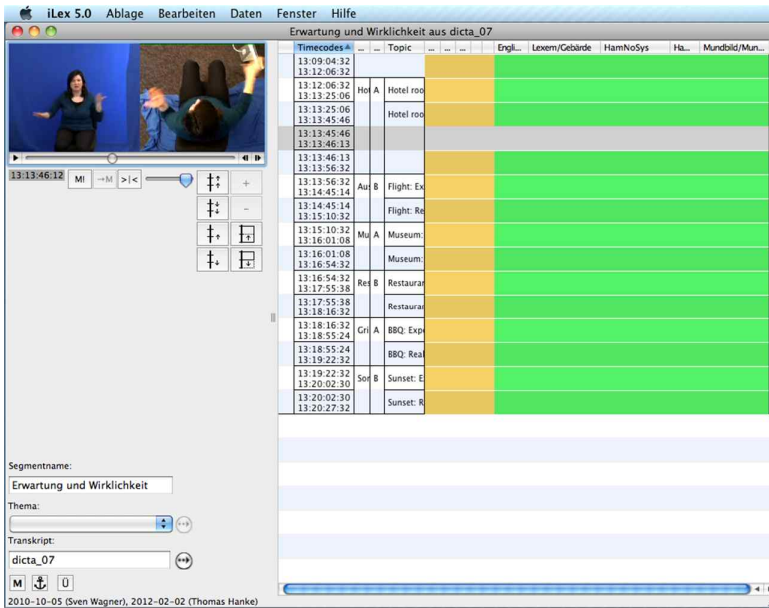 iLex 5.0 Ablage Bearbeiten Daten Fenster Hilfe
Erwartung und Wirklichkeit aus dicta_07
Timecodes ... ... Topic ... ... ... Engli... Lexem/Gebärde HamNoSys Ha... Mundbild/Mun...
13:09:04:32
13:12:06:32
13:12:06:32
13:13:25:06
Hot A Hotel roo
13:13:25:06
13:13:45:46
Hotel roo
13:13:45:46
13:13:46:13
13:13:46:13
13:13:56:32
13:13:56:32
13:14:45:14
Aus B Flight: Ex
13:14:45:14
13:15:10:32
Flight: Re
13:15:10:32
13:16:01:08
Mu A Museum:
13:16:01:08
13:16:54:32
Museum:
13:16:54:32
13:17:55:38
Res B Restaurar
13:17:55:38
13:18:16:32
Restaurar
13:18:16:32
13:18:55:24
Gri A BBQ: Exp
13:18:55:24
13:19:22:32
BBQ: Real
13:19:22:32
13:20:02:30
Sor B Sunset: E
13:20:02:30
13:20:27:32
Sunset: R
13:13:46:12 M! →M >|<
+
-
Segmentname:
Erwartung und Wirklichkeit
Thema:
Transkript:
dicta_07
M Ü
2010-10-05 (Sven Wagner), 2012-02-02 (Thomas Hanke)